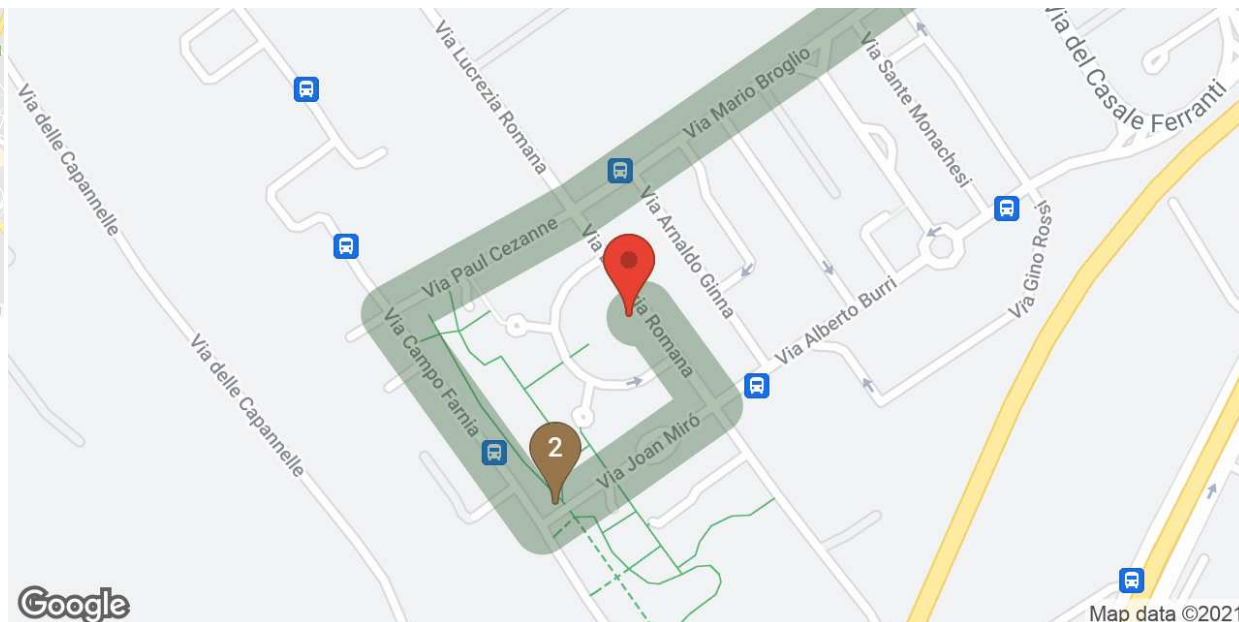 Via Lucrezia Romana
Via Mario Broglio
Via Sante Monachesi
Via del Casale Ferranti
Via delle Capannelle
Via Paul Cezanne
Via Arnaldo Ginna
Via Romana
Via Gino Rossi
Via Alberto Burri
Via Campo Farnia
Via delle Capannelle
2
Via Joan Miró
Google
Map data ©2021